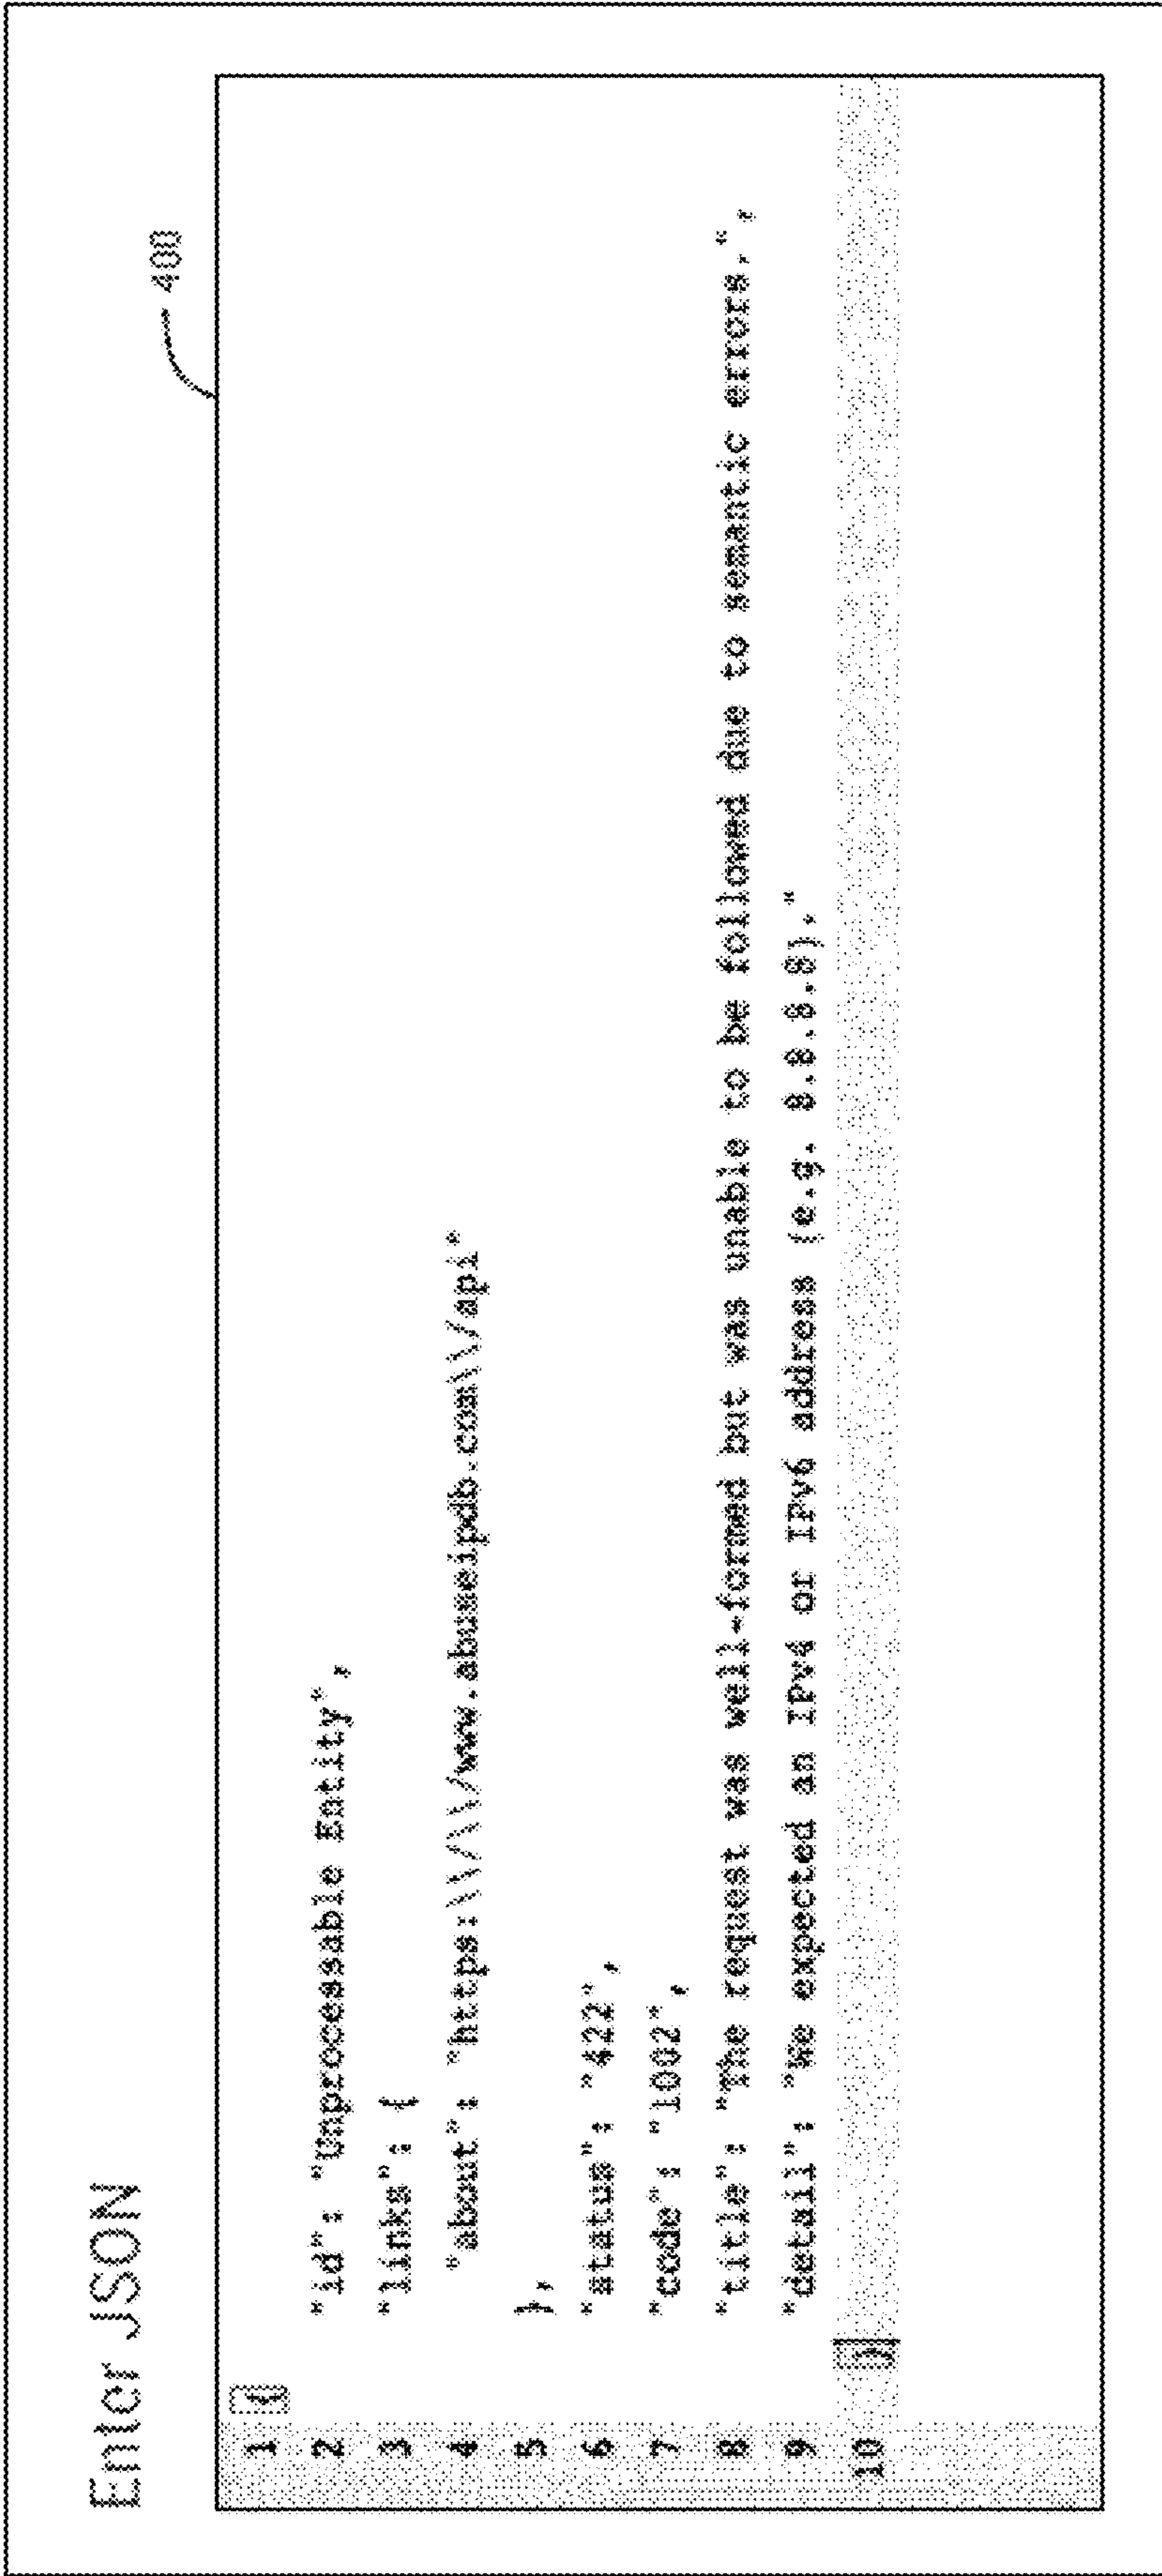 Enter JSON
400
1 {
2 "id": "Unprocessable Entity",
3 "links": {
4 "about": "https:\\/\\/www.abuseipdb.com\\/api"
5 },
6 "status": "422",
7 "code": "1002",
8 "title": "The request was well-formed but was unable to be followed due to semantic errors.",
9 "detail": "We expected an IPv4 or IPv6 address (e.g. 8.8.8.8)."
10 }